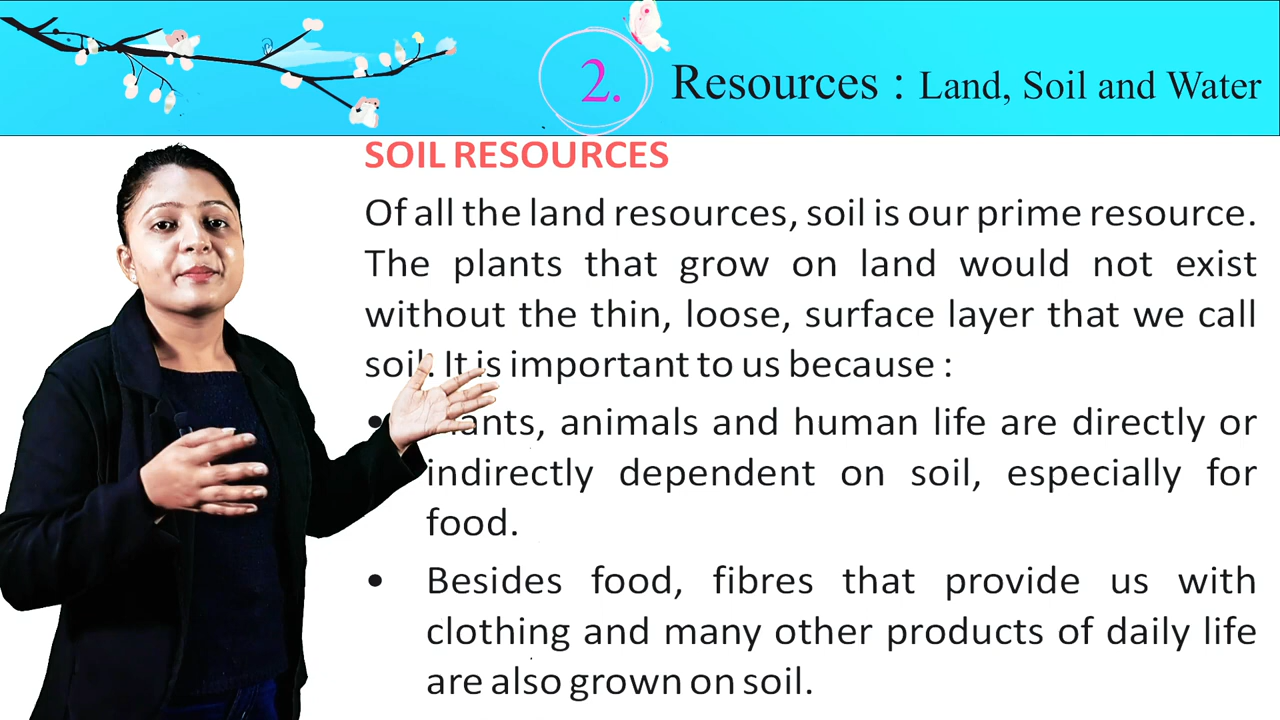 2. Resources : Land, Soil and Water
SOIL RESOURCES
Of all the land resources, soil is our prime resource.
The plants that grow on land would not exist
without the thin, loose, surface layer that we call
soil. It is important to us because :
• Plants, animals and human life are directly or
indirectly dependent on soil, especially for
food.
• Besides food, fibres that provide us with
clothing and many other products of daily life
are also grown on soil.